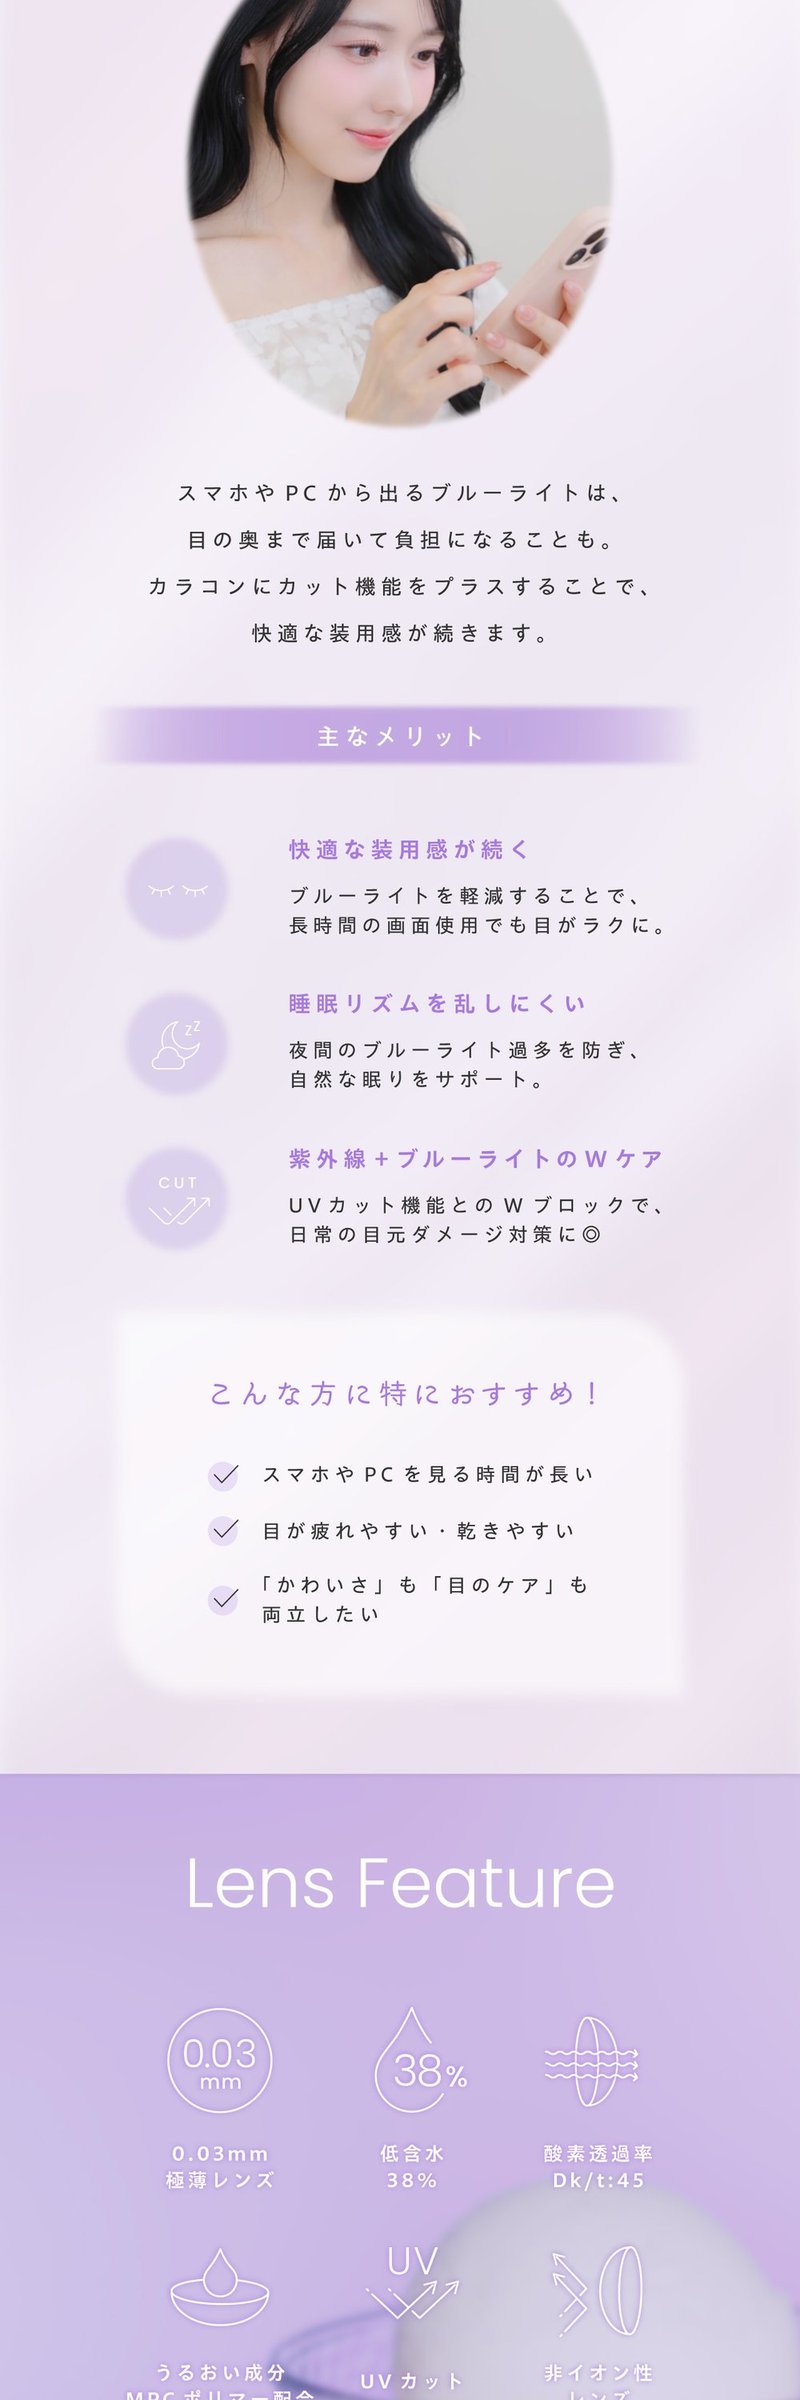 スマホやPCから出るブルーライトは、
目の奥まで届いて負担になることも。
カラコンにカット機能をプラスすることで、
快適な装用感が続きます。
主なメリット
快適な装用感が続く
ブルーライトを軽減することで、
長時間の画面使用でも目がラクに。
zZ
睡眠リズムを乱しにくい
夜間のブルーライト過多を防ぎ、
自然な眠りをサポート。
CUT
紫外線+ブルーライトのWケア
UVカット機能とのWブロックで、
日常の目元ダメージ対策に◎
こんな方に特におすすめ!
スマホやPCを見る時間が長い
目が疲れやすい・乾きやすい
「かわいさ」も「目のケア」も
両立したい
Lens Feature
0.03
mm
38%
0.03mm
極薄レンズ
低含水
38%
酸素透過率
Dk/t:45
UV
うるおい成分
MPCポリマー配合
UVカット
非イオン性
レンズ